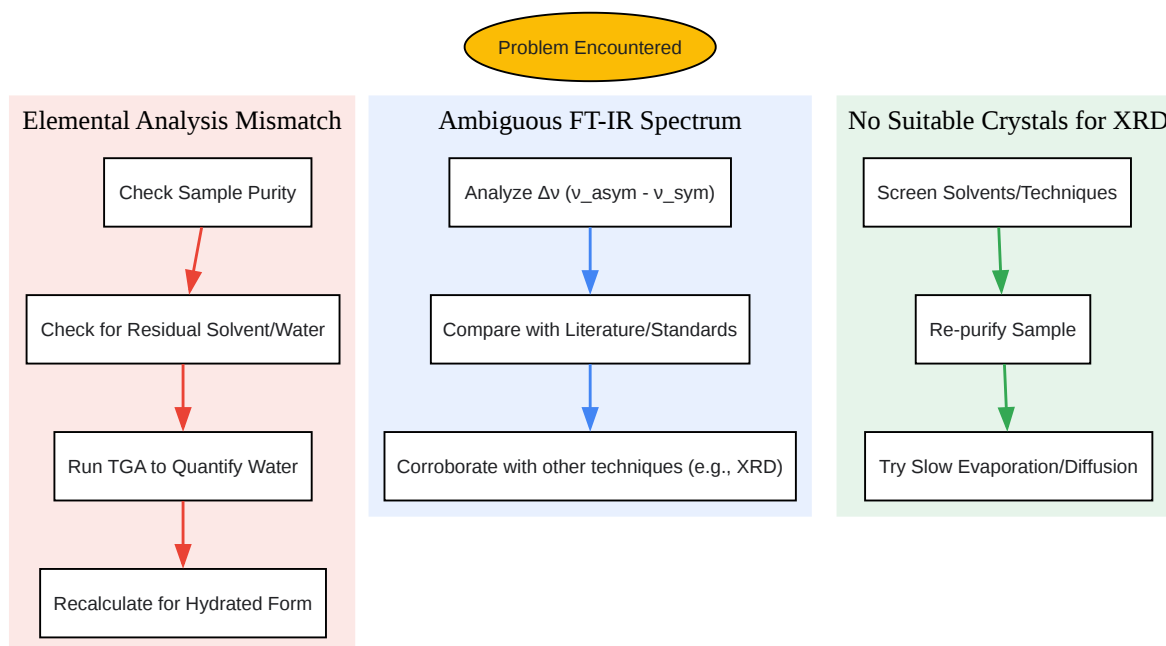 Problem Encountered
Elemental Analysis Mismatch
Check Sample Purity
Check for Residual Solvent/Water
Run TGA to Quantify Water
Recalculate for Hydrated Form
Ambiguous FT-IR Spectrum
Analyze Δν (ν_asym - ν_sym)
Compare with Literature/Standards
Corroborate with other techniques (e.g., XRD)
No Suitable Crystals for XRD
Screen Solvents/Techniques
Re-purify Sample
Try Slow Evaporation/Diffusion